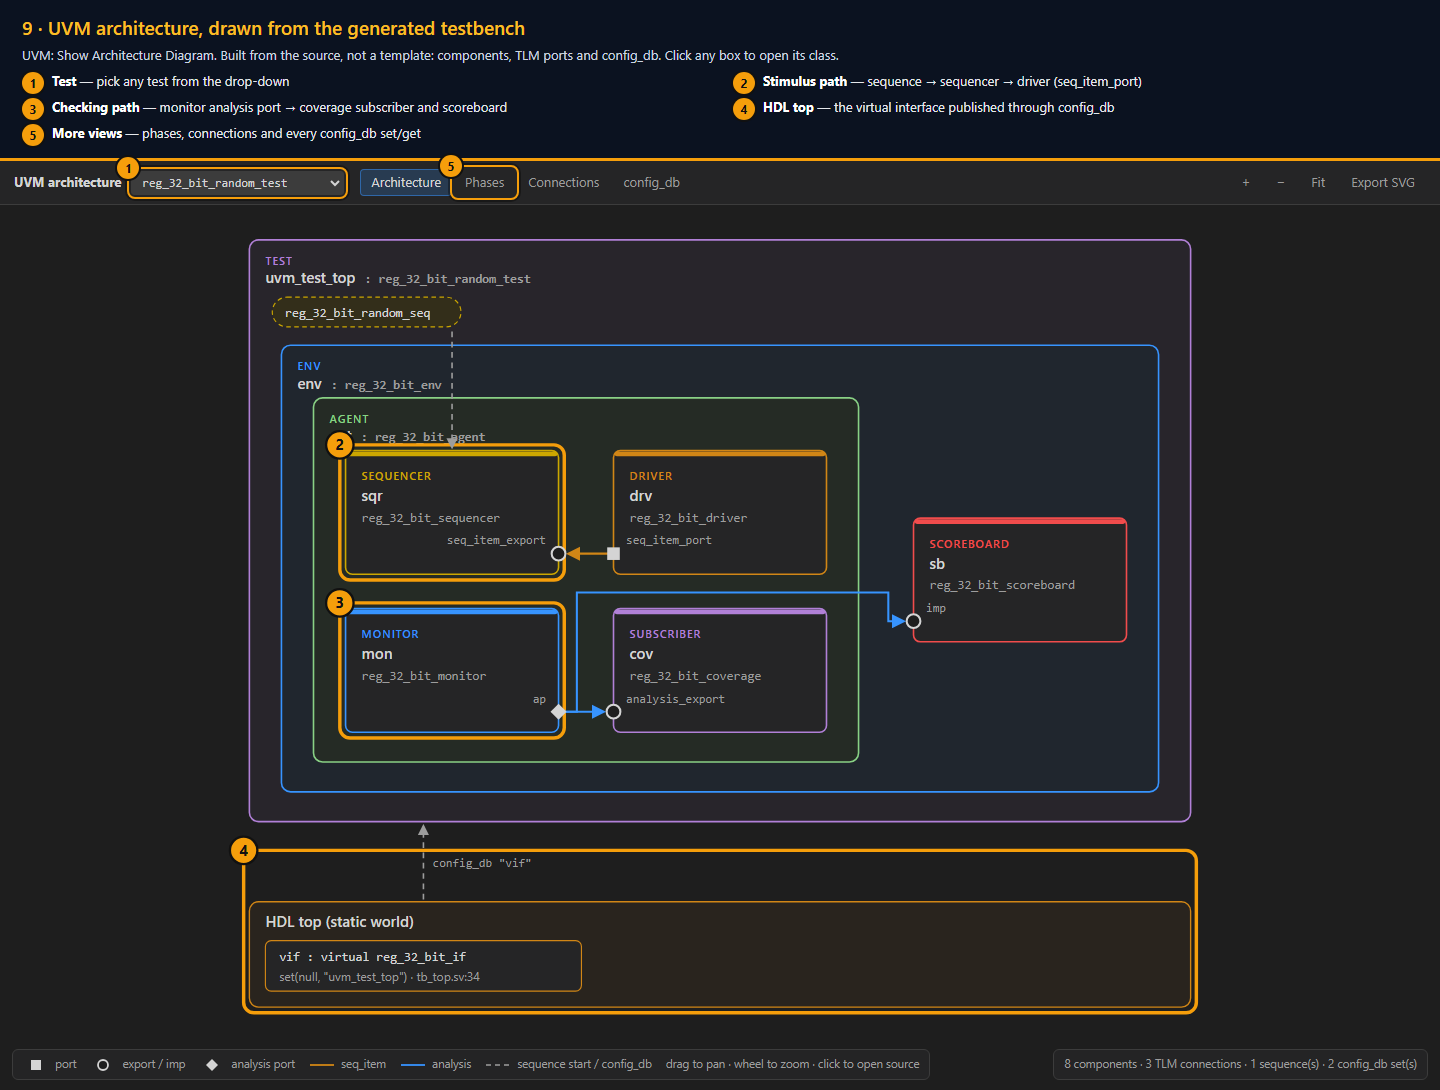 9 · UVM architecture, drawn from the generated testbench
UVM: Show Architecture Diagram. Built from the source, not a template: components, TLM ports and config_db. Click any box to open its class.
1 Test — pick any test from the drop-down
2 Stimulus path — sequence → sequencer → driver (seq_item_port)
3 Checking path — monitor analysis port → coverage subscriber and scoreboard
4 HDL top — the virtual interface published through config_db
5 More views — phases, connections and every config_db set/get
1
5
UVM architecture reg_32_bit_random_test Architecture Phases Connections config_db + − Fit Export SVG
TEST
uvm_test_top : reg_32_bit_random_test
reg_32_bit_random_seq
ENV
env : reg_32_bit_env
AGENT
: reg_32_bit_agent
2
SEQUENCER
sqr
reg_32_bit_sequencer
seq_item_export
DRIVER
drv
reg_32_bit_driver
seq_item_port
SCOREBOARD
sb
reg_32_bit_scoreboard
imp
3
MONITOR
mon
reg_32_bit_monitor
ap
SUBSCRIBER
cov
reg_32_bit_coverage
analysis_export
4
config_db "vif"
HDL top (static world)
vif : virtual reg_32_bit_if
set(null, "uvm_test_top") · tb_top.sv:34
port export / imp analysis port seq_item analysis sequence start / config_db drag to pan · wheel to zoom · click to open source
8 components · 3 TLM connections · 1 sequence(s) · 2 config_db set(s)